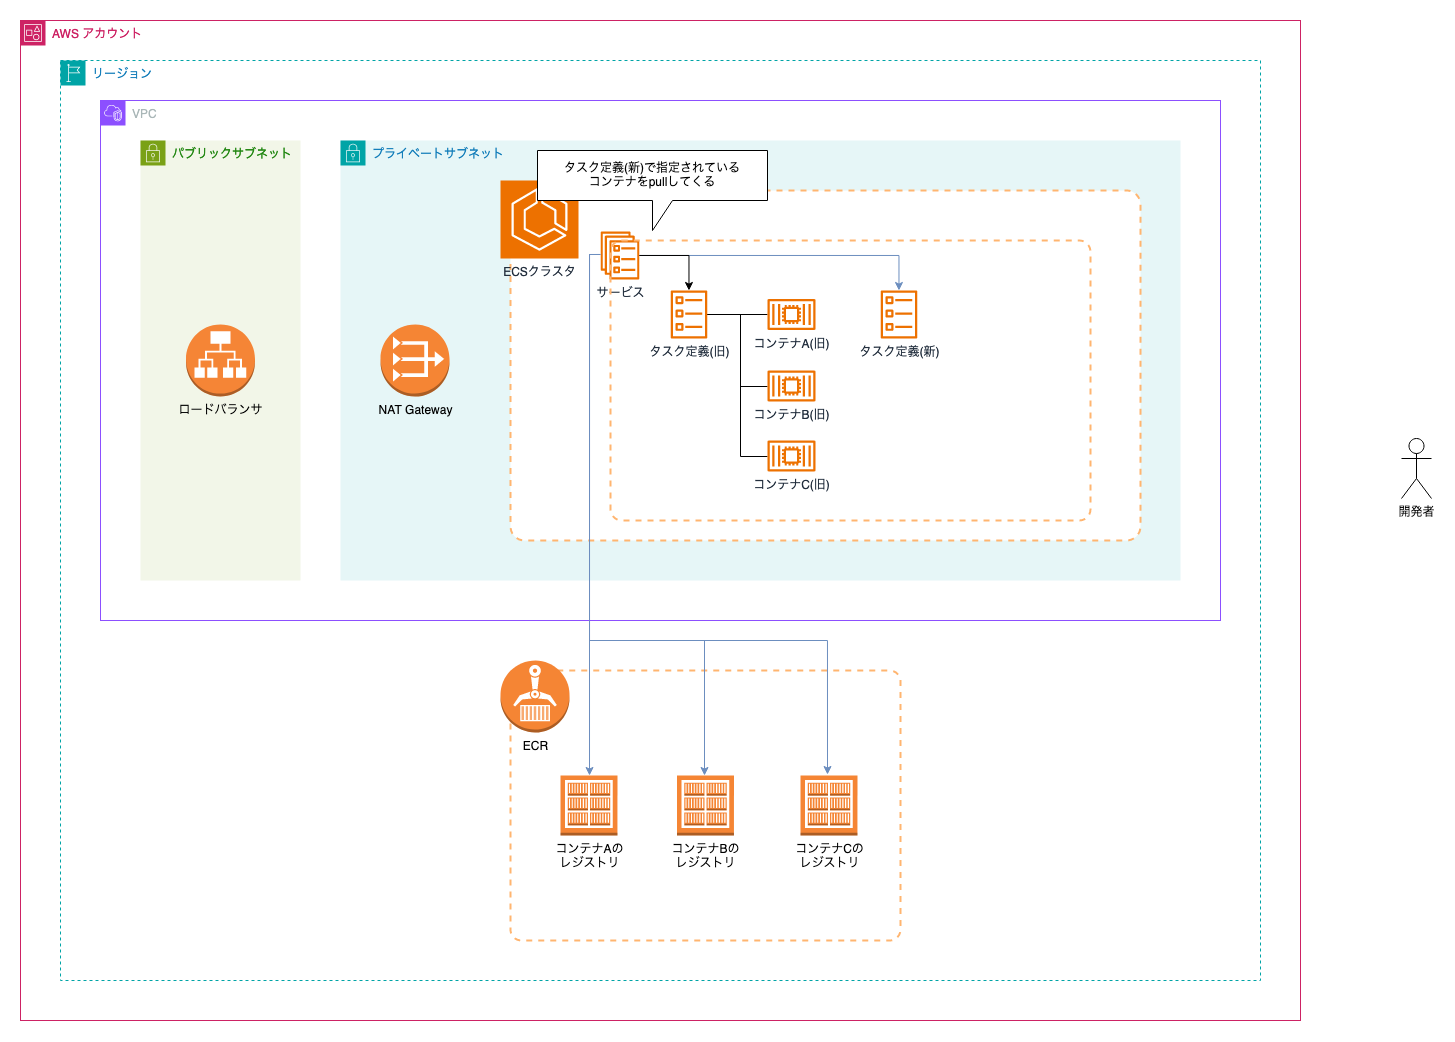 AWS アカウント
リージョン
VPC
パブリックサブネット
プライベートサブネット
タスク定義(新)で指定されている
コンテナをpullしてくる
ECSクラスタ
サービス
タスク定義(旧)
コンテナA(旧)
タスク定義(新)
ロードバランサ
NAT Gateway
コンテナB(旧)
コンテナC(旧)
開発者
ECR
コンテナAの
レジストリ
コンテナBの
レジストリ
コンテナCの
レジストリ